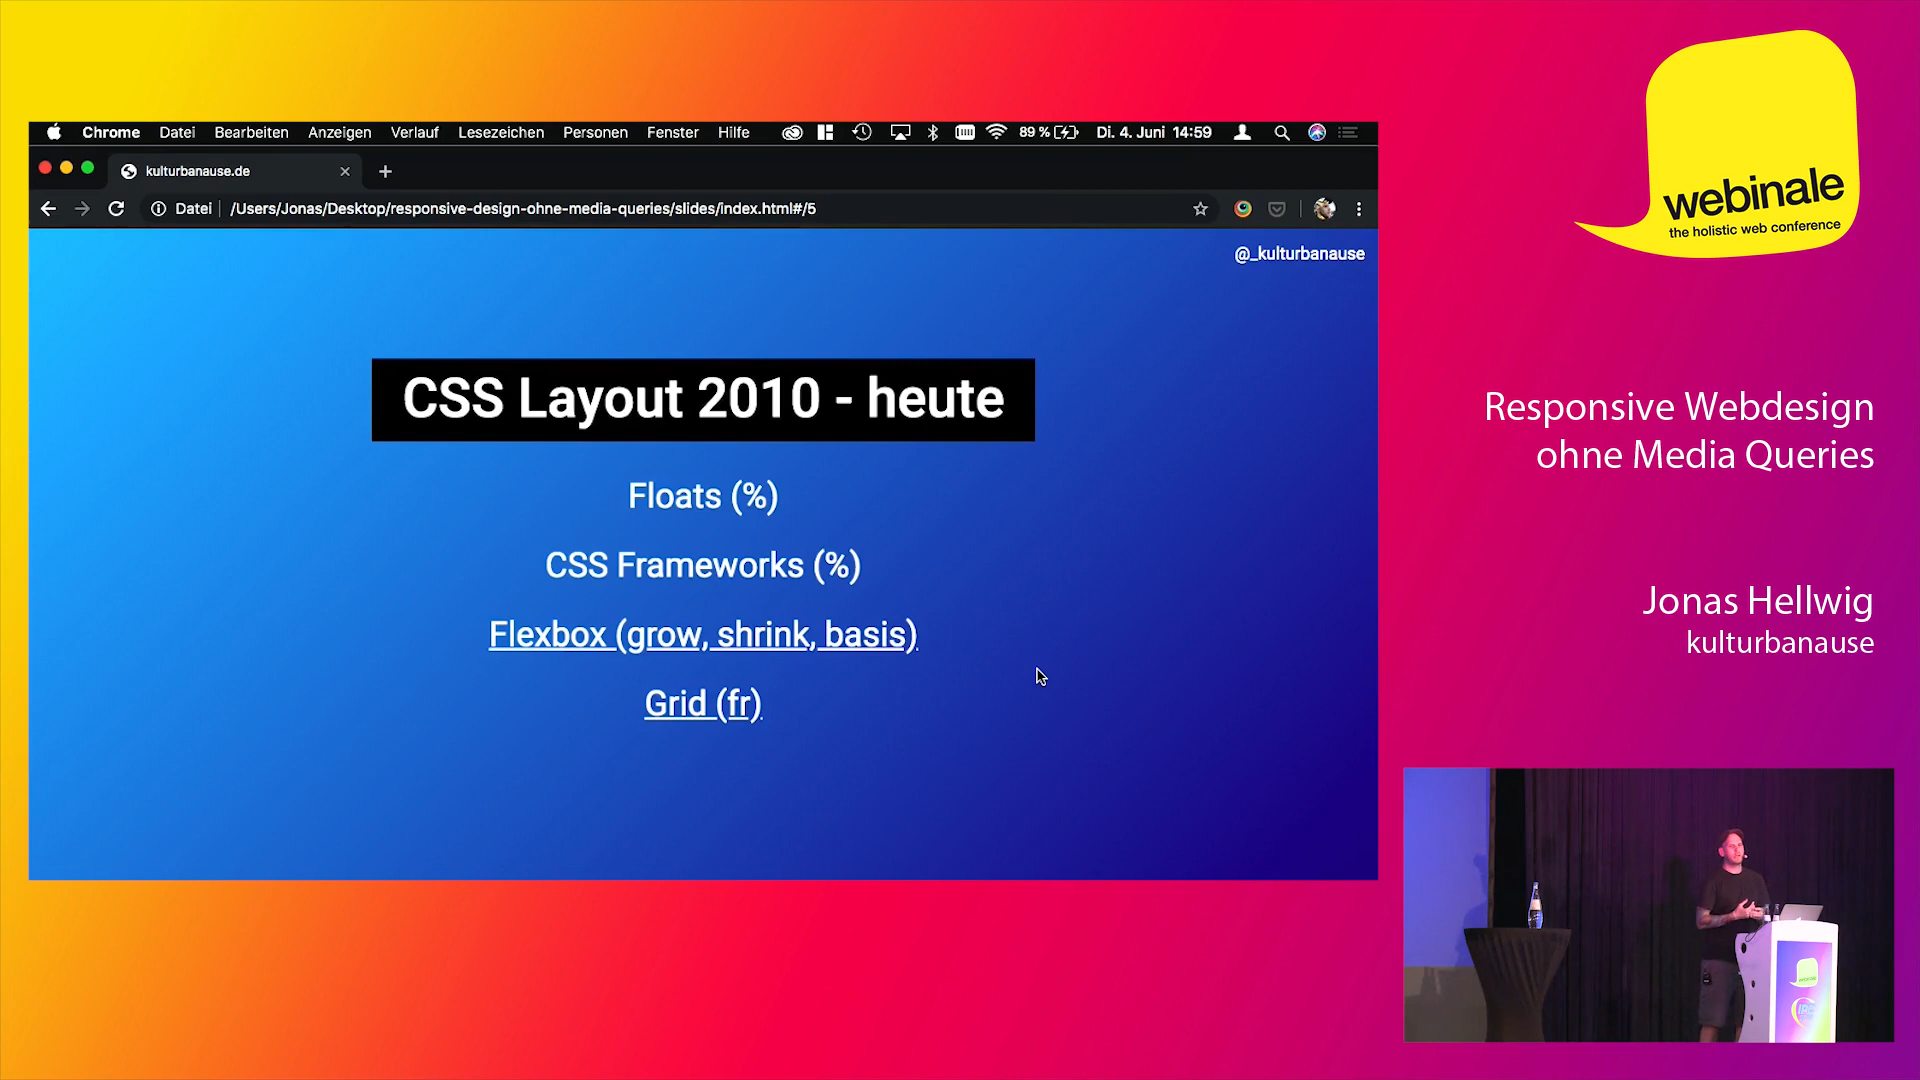 Chrome Datei Bearbeiten Anzeigen Verlauf Lesezeichen Personen Fenster Hilfe 89 % Di. 4. Juni 14:59
kulturbanause.de
Datei /Users/Jonas/Desktop/responsive-design-ohne-media-queries/slides/index.html#/5
@_kulturbanause
CSS Layout 2010 - heute
Floats (%)
CSS Frameworks (%)
Flexbox (grow, shrink, basis)
Grid (fr)
webinale
the holistic web conference
Responsive Webdesign
ohne Media Queries
Jonas Hellwig
kulturbanause